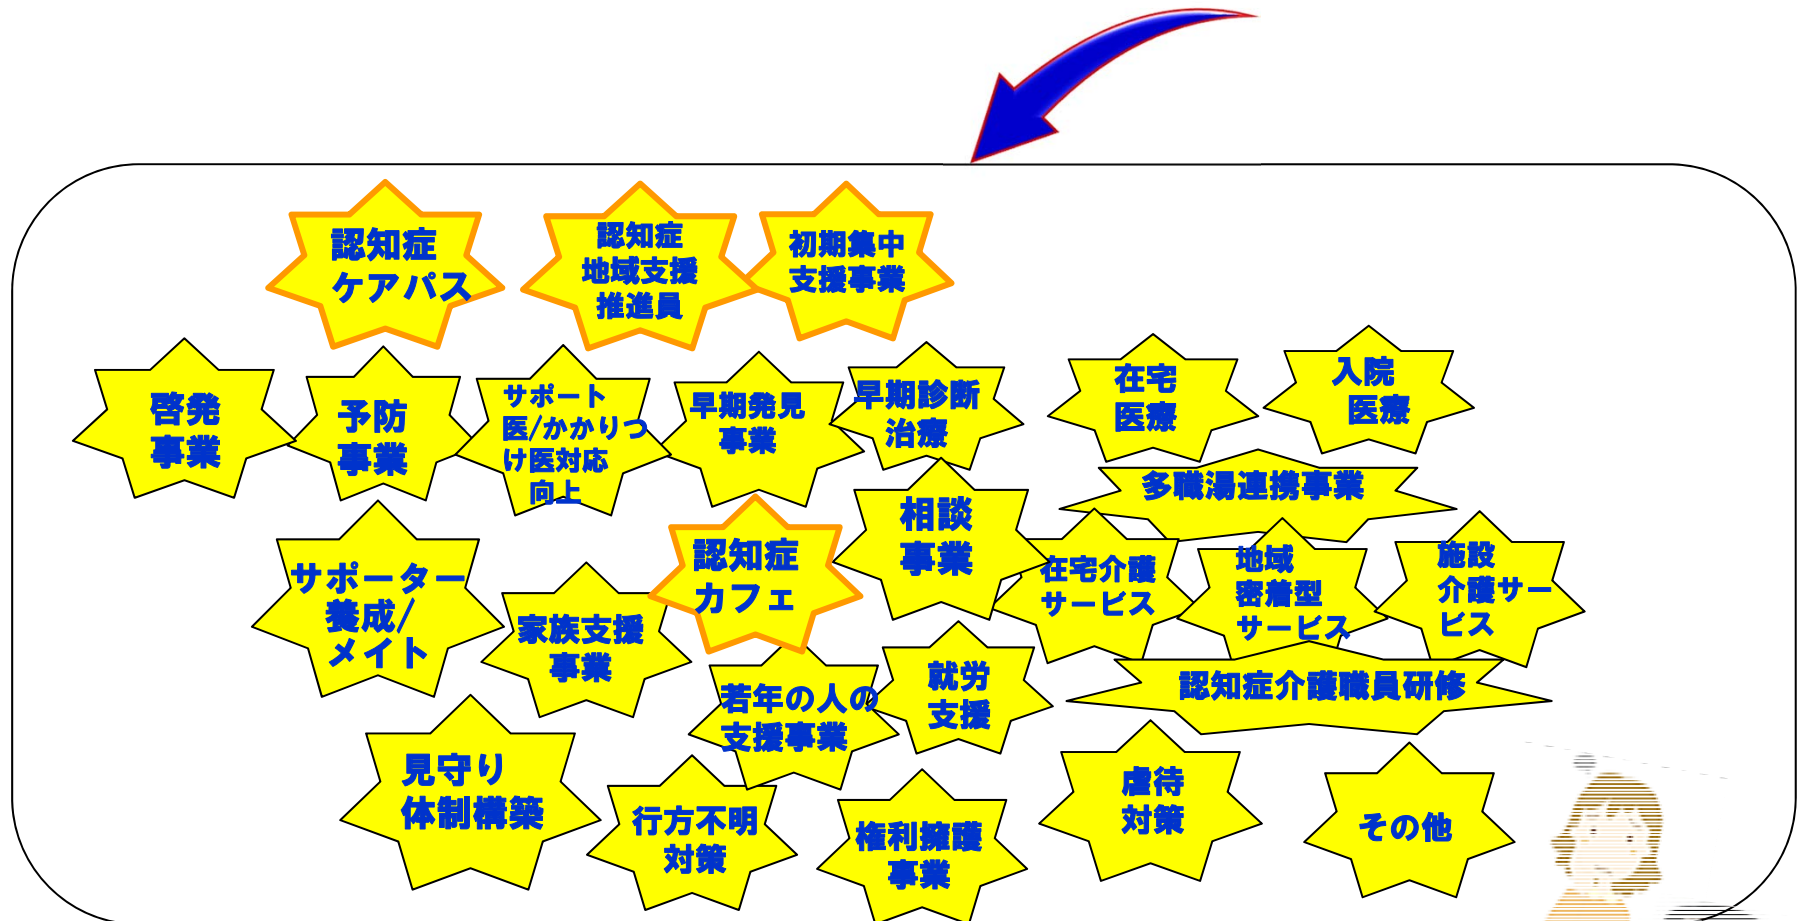 認知症
ケアパス
認知症
地域支援
推進員
初期集中
支援事業
啓発
事業
予防
事業
サポート
医/かかりつ
け医対応
向上
早期発見
事業
早期診断
治療
在宅
医療
入院
医療
多職湯連携事業
サポーター
養成/
メイト
家族支援
事業
認知症
カフェ
相談
事業
在宅介護
サービス
地域
密着型
サービス
施設
介護サー
ビス
若年の人の
支援事業
就労
支援
認知症介護職員研修
見守り
体制構築
行方不明
対策
権利擁護
事業
虐待
対策
その他